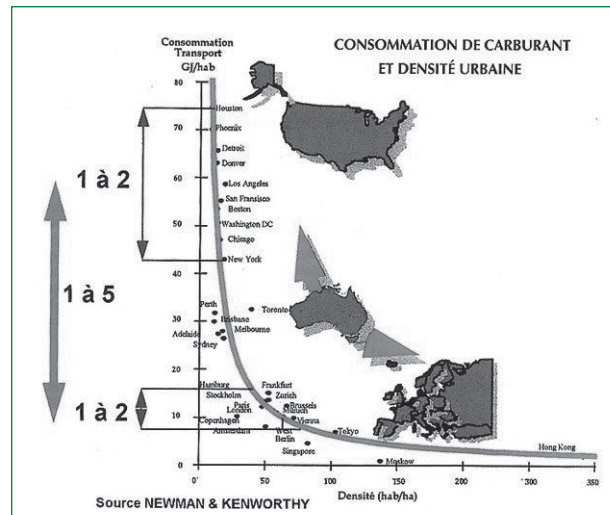 Consommation
Transport
GJ/hab
CONSOMMATION DE CARBURANT
ET DENSITÉ URBAINE
80
Houston
70
Phoenix
Detroit
Denver
60
Los Angeles
San Fransisco
Boston
50
Washington DC
Chicago
New York
40
1 à 2
1 à 5
Perth
Toronto
30
Brisbane
Melbourne
Adelaide
Sydney
20
Hamburg
Frankfurt
Stockholm
Zurich
Paris
Brussels
London
Munich
10
Copenhagen
Vienna
Amsterdam
West
Berlin
Tokyo
Singapore
Hong Kong
Moskow
1 à 2
0
0
50
100
150
200
250
300
350
Densité (hab/ha)
Source NEWMAN & KENWORTHY